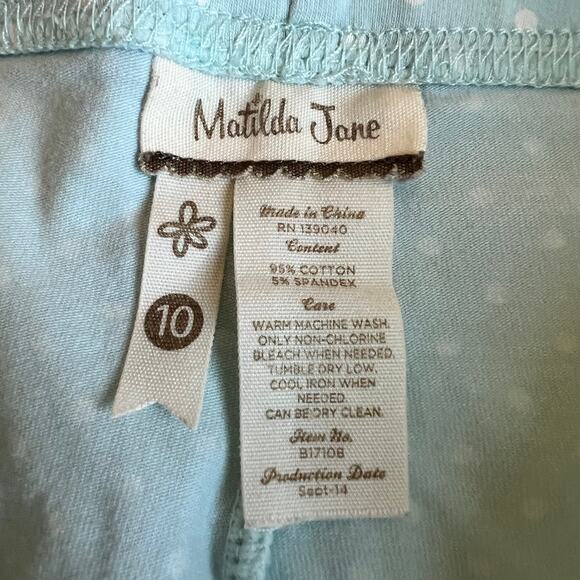 Matilda Jane
10
Made in China
RN 139040
Content
95% COTTON
5% SPANDEX
Care
WARM MACHINE WASH.
ONLY NON-CHLORINE
BLEACH WHEN NEEDED.
TUMBLE DRY LOW.
COOL IRON WHEN
NEEDED.
CAN BE DRY CLEAN.
Item No.
B17108
Production Date
Sept-14